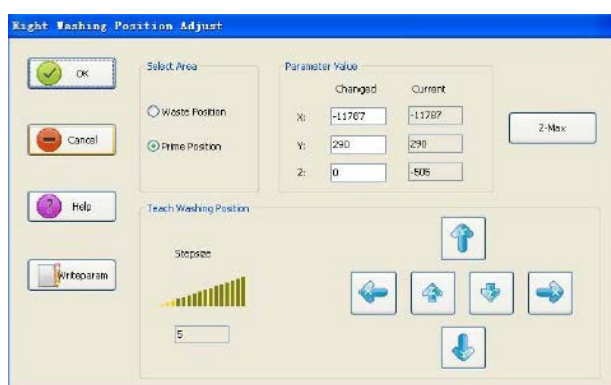 Right Washing Position Adjust
OK
Cancel
Help
Writeparam
Select Area
Waste Position
Prime Position
Parameter Value
Changed Current
X: -11787 -11787
Y: 290 290
Z: 0 -505
Z-Max
Teach Washing Position
Stepsize
5